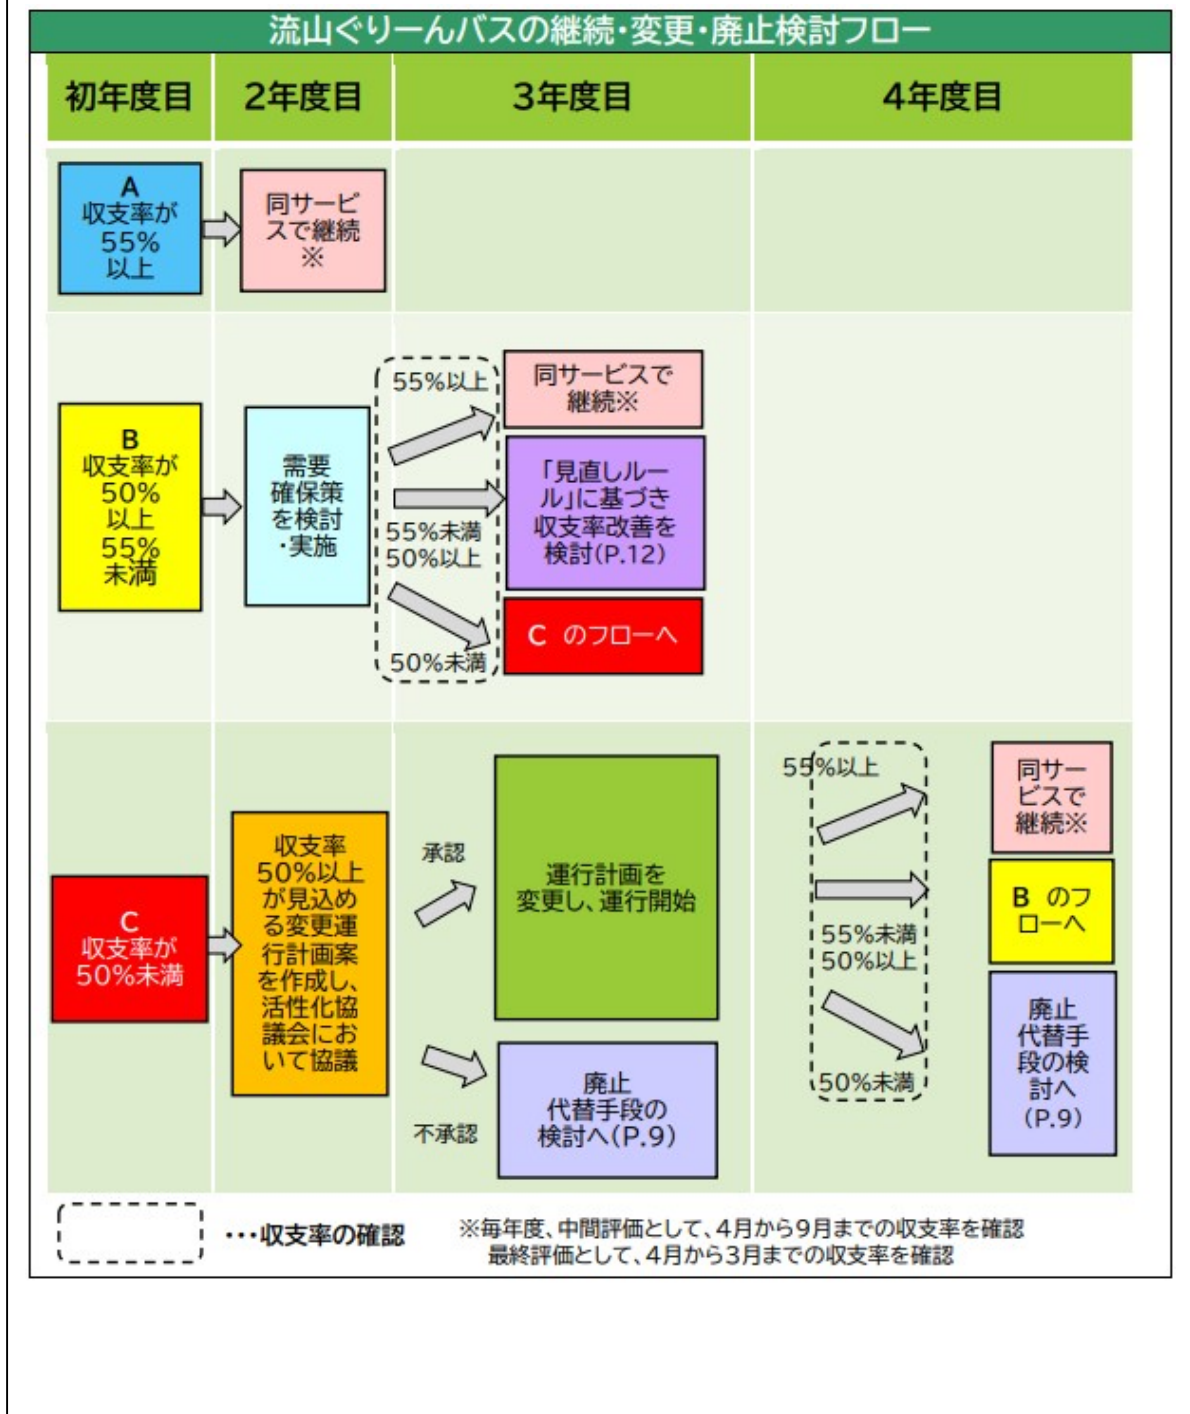 流山ぐりーんバスの継続・変更・廃止検討フロー
初年度目
2年度目
3年度目
4年度目
A
収支率が
55%
以上
同サービ
スで継続
※
B
収支率が
50%
以上
55%
未満
需要
確保策
を検討
・実施
55%以上
55%未満
50%以上
50%未満
同サービスで
継続※
「見直しルー
ル」に基づき
収支率改善を
検討(P.12)
C のフローへ
C
収支率が
50%未満
収支率
50%以上
が見込め
る変更運
行計画案
を作成し、
活性化協
議会にお
いて協議
承認
不承認
運行計画を
変更し、運行開始
廃止
代替手段の
検討へ(P.9)
55%以上
55%未満
50%以上
50%未満
同サー
ビスで
継続※
B のフ
ローへ
廃止
代替手
段の検
討へ
(P.9)
・・・収支率の確認
※毎年度、中間評価として、4月から9月までの収支率を確認
最終評価として、4月から3月までの収支率を確認